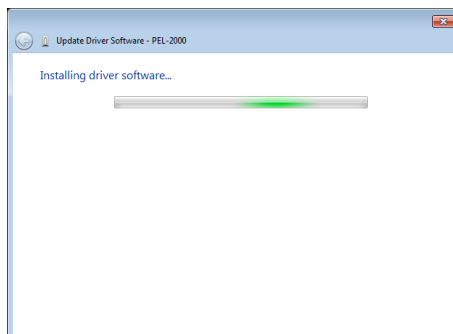 Update Driver Software - PEL-2000
Installing driver software...